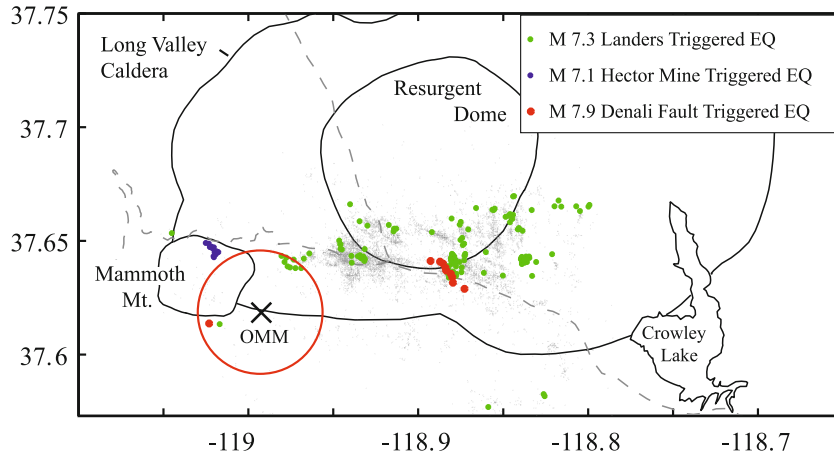 37.75
37.7
37.65
37.6
Long Valley
Caldera
Resurgent
Dome
M 7.3 Landers Triggered EQ
M 7.1 Hector Mine Triggered EQ
M 7.9 Denali Fault Triggered EQ
Mammoth
Mt.
OMM
Crowley
Lake
-119
-118.9
-118.8
-118.7